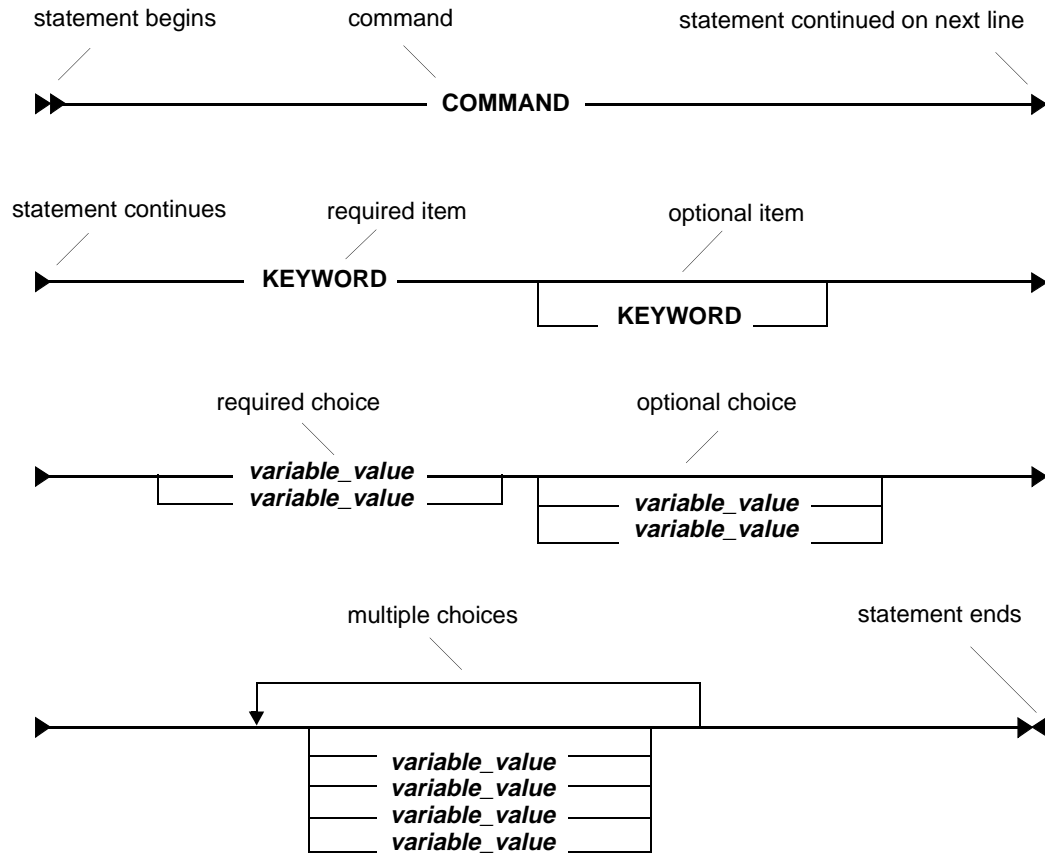 statement begins
command
statement continued on next line
COMMAND
statement continues
required item
optional item
KEYWORD
KEYWORD
required choice
optional choice
variable_value
variable_value
variable_value
variable_value
multiple choices
statement ends
variable_value
variable_value
variable_value
variable_value